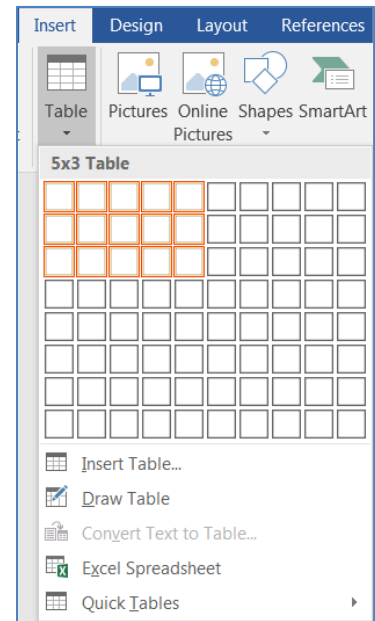 Insert Design Layout References
Table Pictures Online Pictures Shapes SmartArt
5x3 Table
Insert Table...
Draw Table
Convert Text to Table...
Excel Spreadsheet
Quick Tables